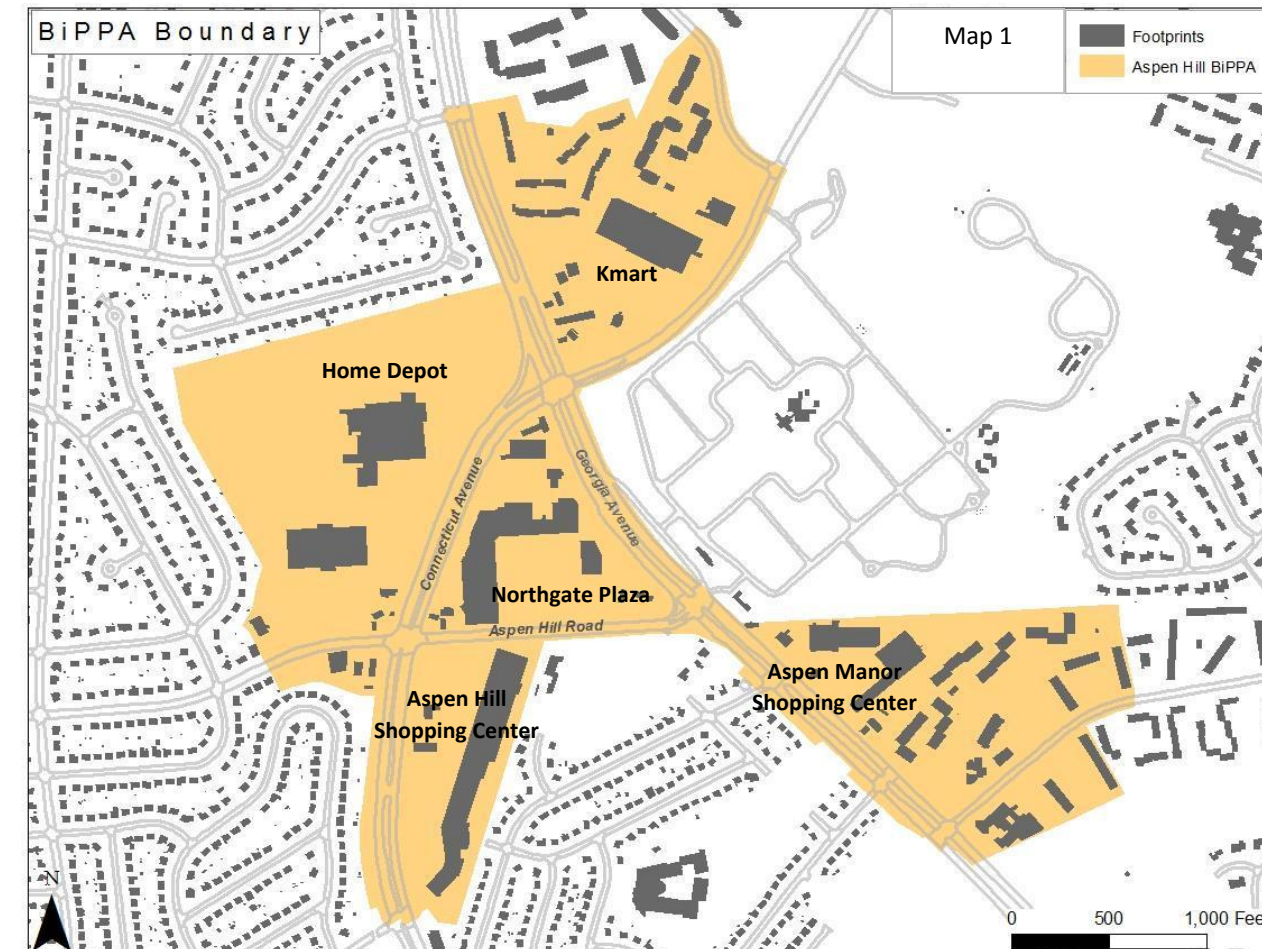 BiPPA Boundary
Map 1
Footprints
Aspen Hill BiPPA
Kmart
Home Depot
Connecticut Avenue
Georgia Avenue
Northgate Plaza
Aspen Hill Road
Aspen Hill
Shopping Center
Aspen Manor
Shopping Center
N
0 500 1,000 Fee